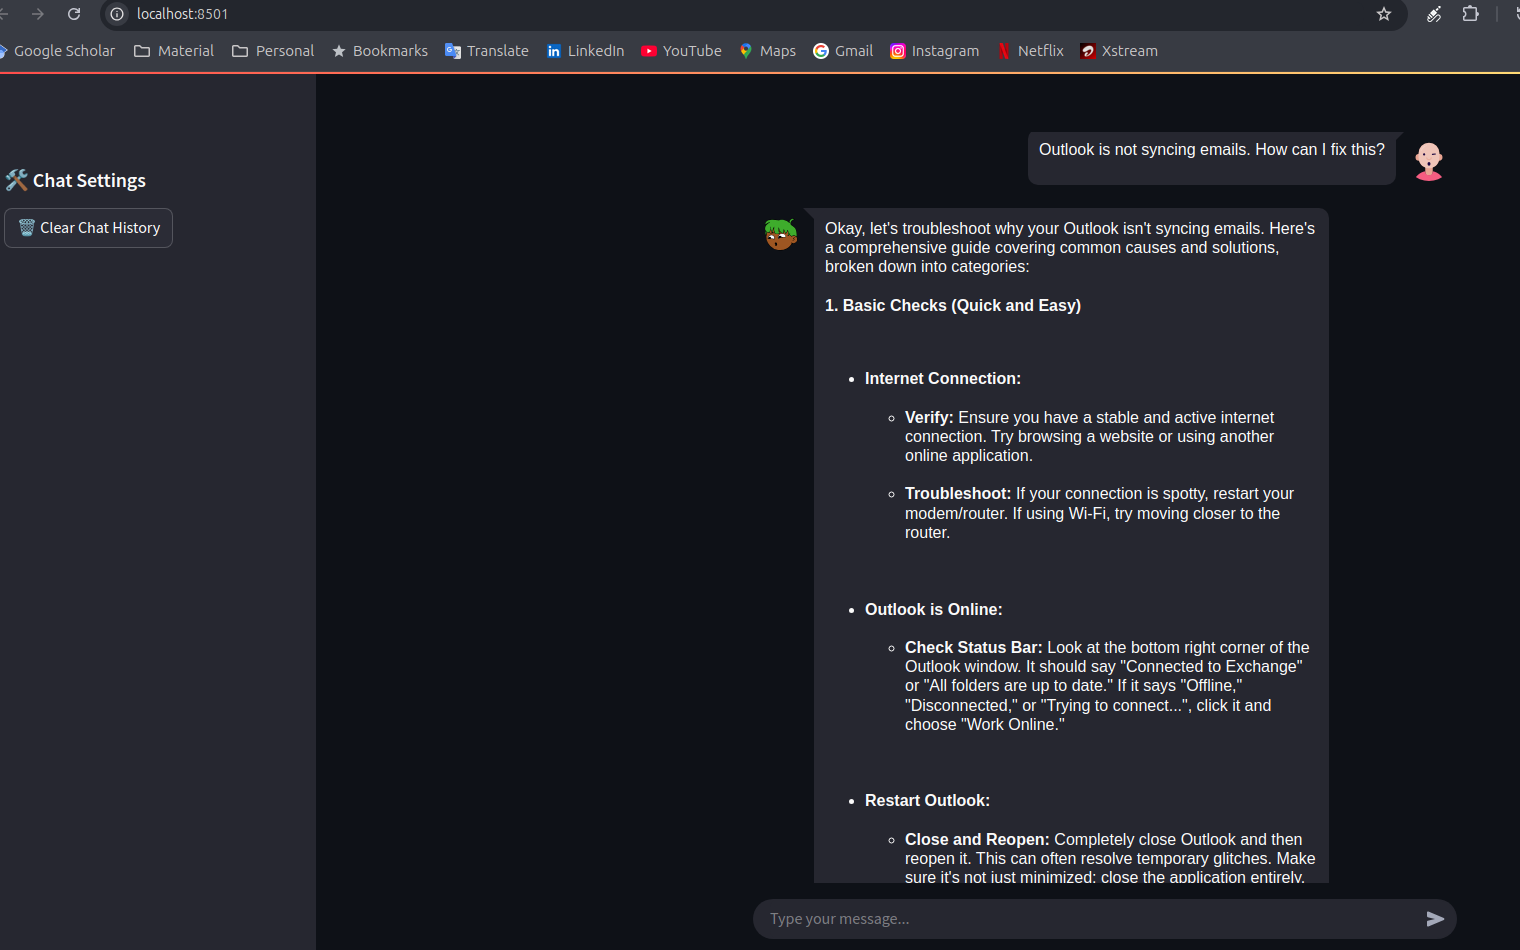 localhost:8501
Google Scholar Material Personal Bookmarks Translate LinkedIn YouTube Maps Gmail Instagram Netflix Xstream
🛠️ Chat Settings
🗑️ Clear Chat History
Outlook is not syncing emails. How can I fix this?
Okay, let's troubleshoot why your Outlook isn't syncing emails. Here's
a comprehensive guide covering common causes and solutions,
broken down into categories:
1. Basic Checks (Quick and Easy)
• Internet Connection:
◦ Verify: Ensure you have a stable and active internet
connection. Try browsing a website or using another
online application.
◦ Troubleshoot: If your connection is spotty, restart your
modem/router. If using Wi-Fi, try moving closer to the
router.
• Outlook is Online:
◦ Check Status Bar: Look at the bottom right corner of the
Outlook window. It should say "Connected to Exchange"
or "All folders are up to date." If it says "Offline,"
"Disconnected," or "Trying to connect...", click it and
choose "Work Online."
• Restart Outlook:
◦ Close and Reopen: Completely close Outlook and then
reopen it. This can often resolve temporary glitches. Make
sure it's not just minimized; close the application entirely.
Type your message...